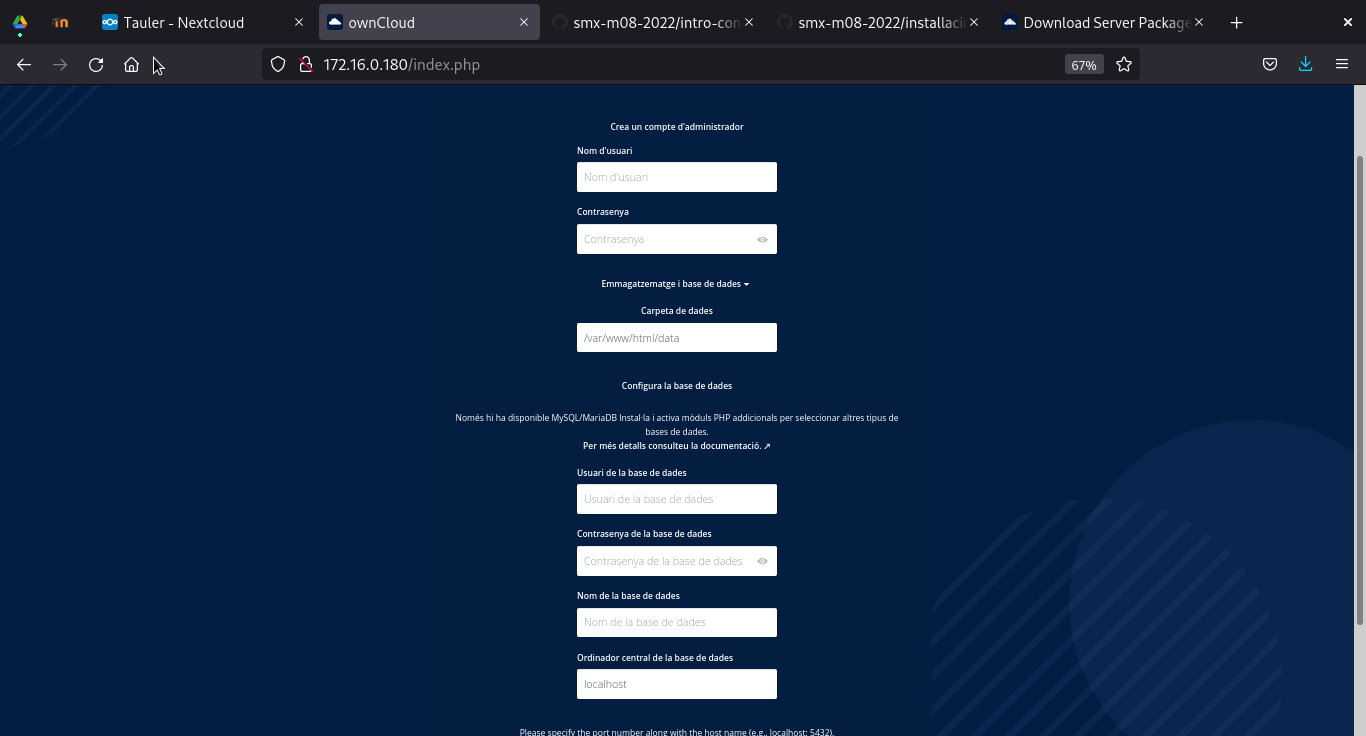 Tauler - Nextcloud
ownCloud
smx-m08-2022/intro-con
smx-m08-2022/installaci
Download Server Package
172.16.0.180/index.php
67%
Crea un compte d'administrador
Nom d'usuari
Nom d'usuari
Contrasenya
Contrasenya
Emmagatzematge i base de dades
Carpeta de dades
/var/www/html/data
Configura la base de dades
Només hi ha disponible MySQL/MariaDB Instal·la i activa mòduls PHP addicionals per seleccionar altres tipus de
bases de dades.
Per més detalls consulteu la documentació. ↗
Usuari de la base de dades
Usuari de la base de dades
Contrasenya de la base de dades
Contrasenya de la base de dades
Nom de la base de dades
Nom de la base de dades
Ordinador central de la base de dades
localhost
Please specify the port number along with the host name (e.g., localhost: 5432).